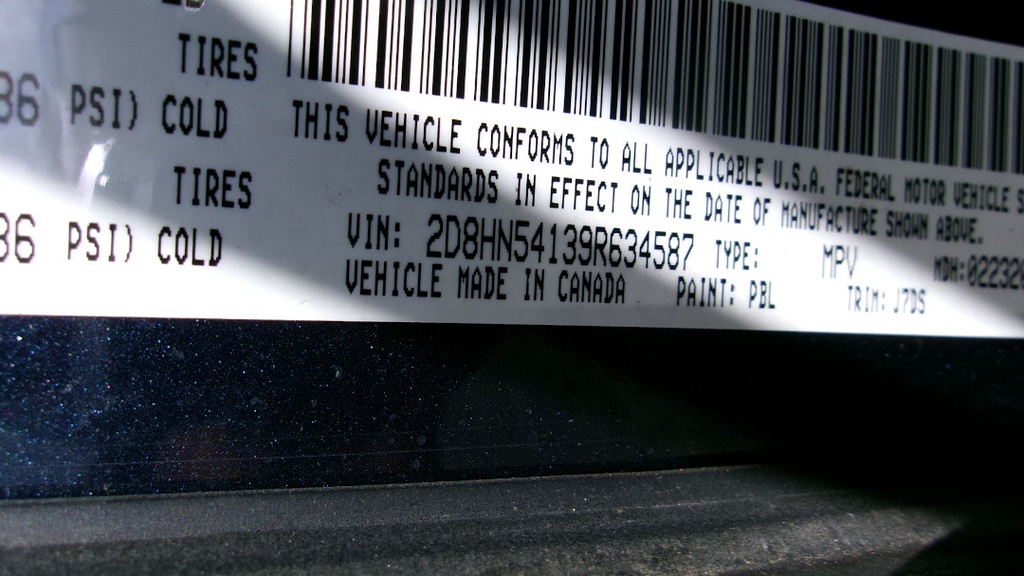 TIRES
36 PSI) COLD
TIRES
36 PSI) COLD
THIS VEHICLE CONFORMS TO ALL APPLICABLE U.S.A. FEDERAL MOTOR VEHICLE S
STANDARDS IN EFFECT ON THE DATE OF MANUFACTURE SHOWN ABOVE.
VIN: 2D8HN54139R634587 TYPE: MPV MDH: 022320
VEHICLE MADE IN CANADA PAINT: PBL TRIM: J7DS